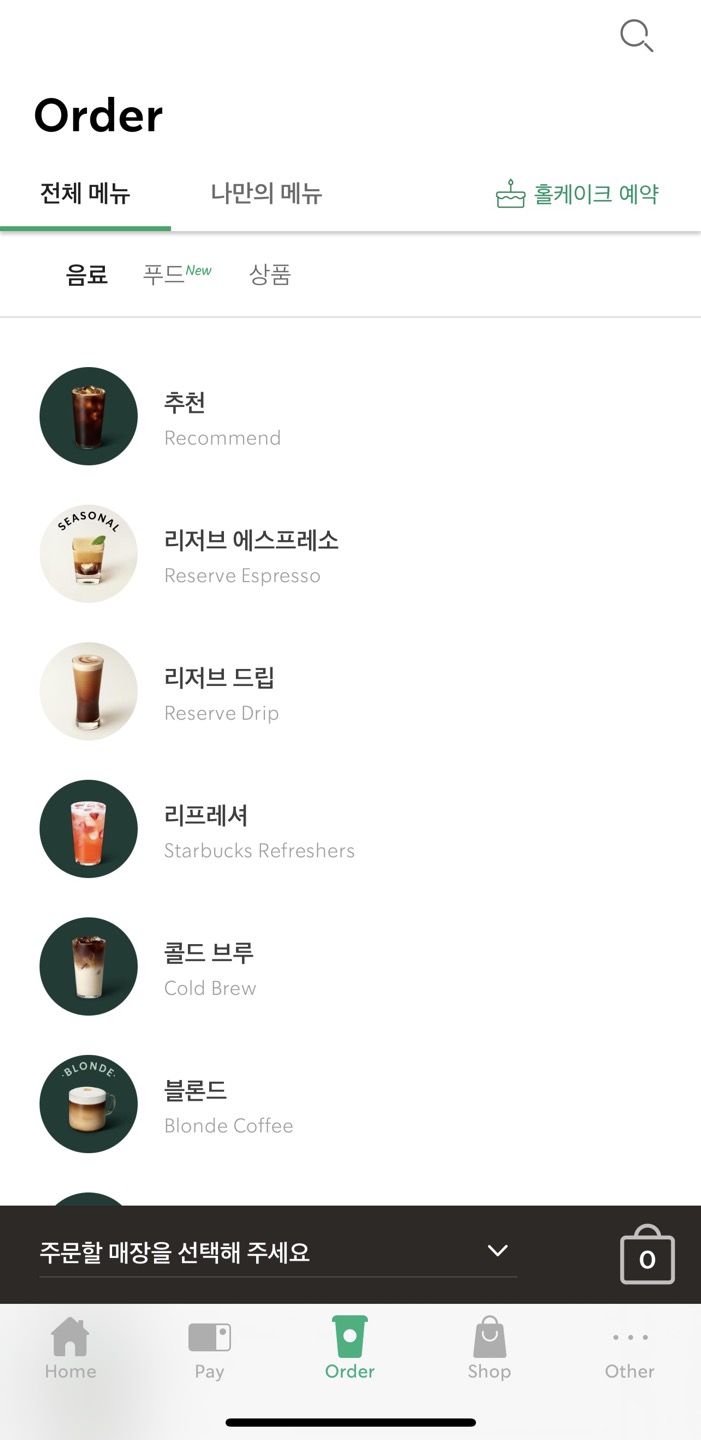 Order
전체 메뉴 나만의 메뉴 홀케이크 예약
음료 푸드New 상품
추천
Recommend
SEASONAL
리저브 에스프레소
Reserve Espresso
리저브 드립
Reserve Drip
리프레셔
Starbucks Refreshers
콜드 브루
Cold Brew
·BLONDE·
블론드
Blonde Coffee
주문할 매장을 선택해 주세요 0
Home Pay Order Shop Other